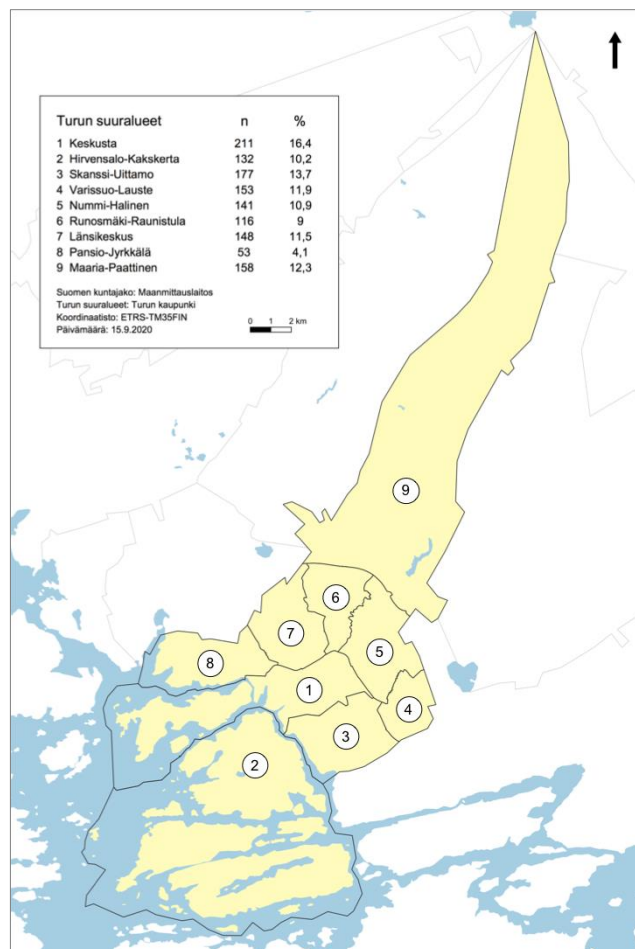 Turun suuralueet n %
1 Keskusta 211 16,4
2 Hirvensalo-Kakskerta 132 10,2
3 Skanssi-Uittamo 177 13,7
4 Varissuo-Lauste 153 11,9
5 Nummi-Halinen 141 10,9
6 Runosmäki-Raunistula 116 9
7 Länsikeskus 148 11,5
8 Pansio-Jyrkkälä 53 4,1
9 Maaria-Paattinen 158 12,3
Suomen kuntajako: Maanmittauslaitos
Turun suuralueet: Turun kaupunki
Koordinaatisto: ETRS-TM35FIN
Päivämäärä: 15.9.2020
0 1 2 km
9
6
7
5
8
1
4
3
2